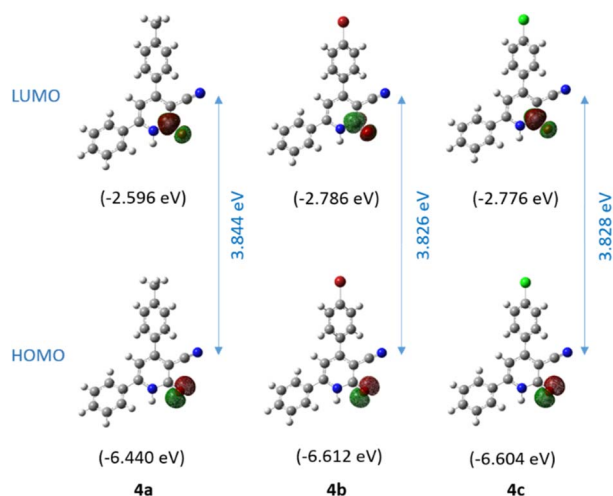 LUMO
(-2.596 eV) (-2.786 eV) (-2.776 eV)
3.844 eV 3.826 eV 3.828 eV
HOMO
(-6.440 eV) (-6.612 eV) (-6.604 eV)
4a 4b 4c